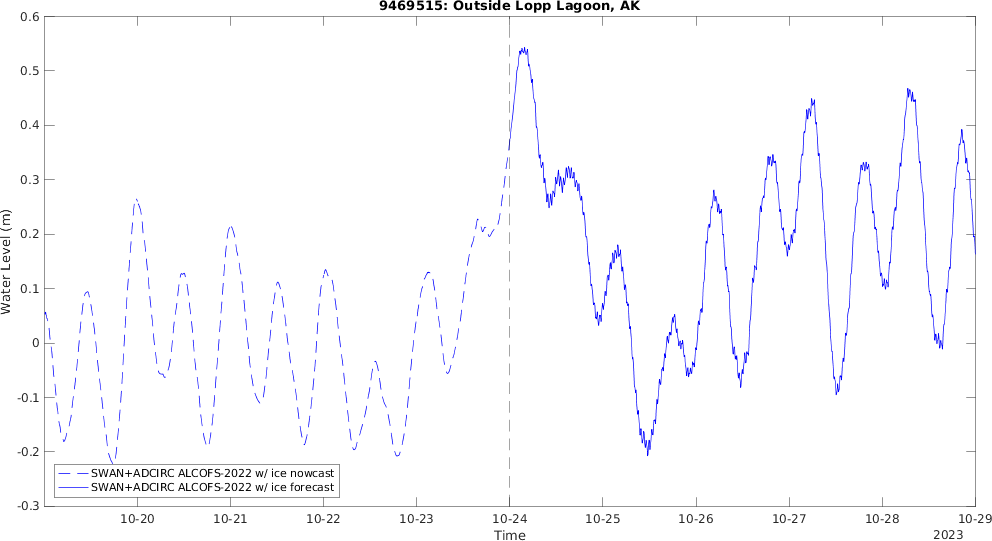 9469515: Outside Lopp Lagoon, AK
0.6
0.5
0.4
0.3
0.2
0.1
0
-0.1
-0.2
-0.3
Water Level (m)
SWAN+ADCIRC ALCOFS-2022 w/ ice nowcast
SWAN+ADCIRC ALCOFS-2022 w/ ice forecast
10-20 10-21 10-22 10-23 10-24 10-25 10-26 10-27 10-28 10-29
Time
2023